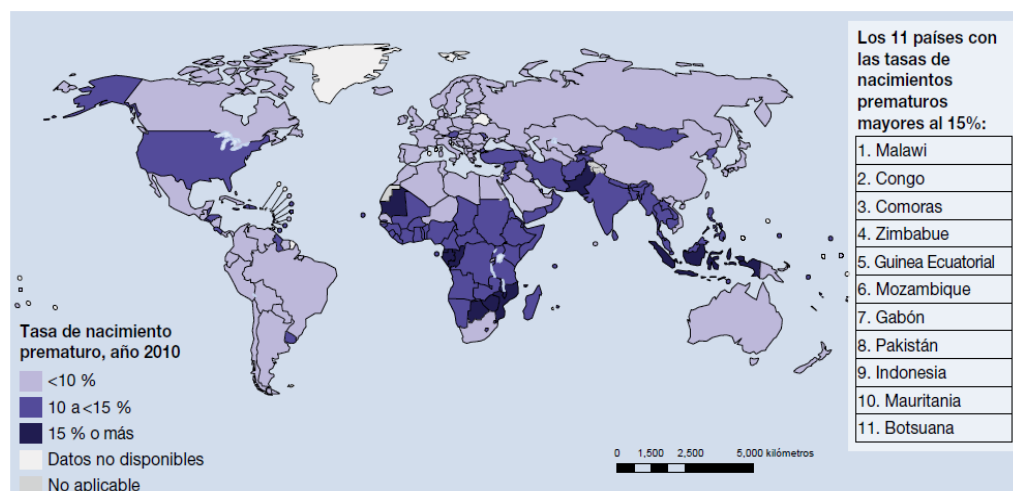 Los 11 países con
las tasas de
nacimientos
prematuros
mayores al 15%:
1. Malawi
2. Congo
3. Comoras
4. Zimbabue
5. Guinea Ecuatorial
6. Mozambique
7. Gabón
8. Pakistán
9. Indonesia
10. Mauritania
11. Botsuana
Tasa de nacimiento
prematuro, año 2010
<10 %
10 a<15 %
15 % o más
Datos no disponibles
No aplicable
0 1,500 2,500 5,000 kilómetros